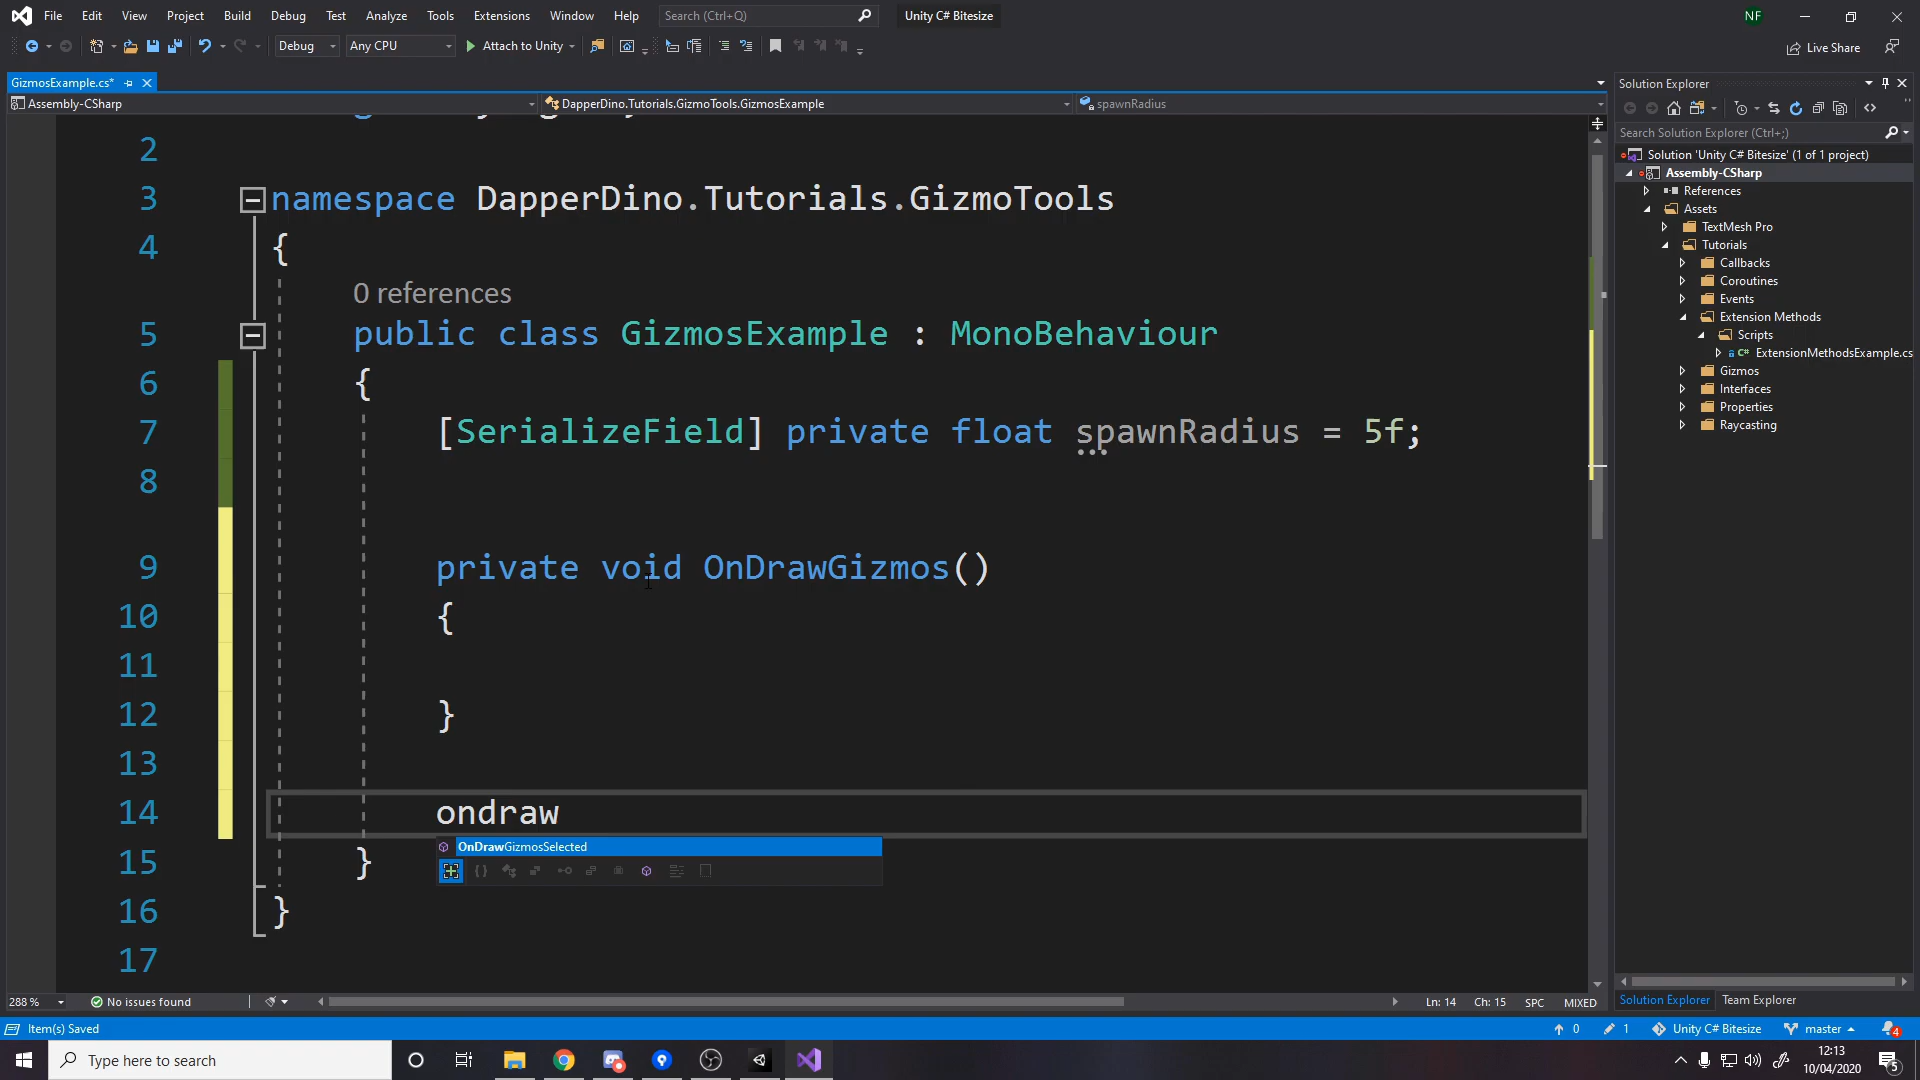 File Edit View Project Build Debug Test Analyze Tools Extensions Window Help Search (Ctrl+Q) Unity C# Bitesize NF
Debug Any CPU Attach to Unity Live Share
GizmosExample.cs*
Assembly-CSharp DapperDino.Tutorials.GizmoTools.GizmosExample spawnRadius
2
3 namespace DapperDino.Tutorials.GizmoTools
4 {
0 references
5 public class GizmosExample : MonoBehaviour
6 {
7 [SerializeField] private float spawnRadius = 5f;
8
9 private void OnDrawGizmos()
10 {
11
12 }
13
14 ondraw
OnDrawGizmosSelected
15 }
16 }
17
288 % No issues found Ln: 14 Ch: 15 SPC MIXED
Solution Explorer
Search Solution Explorer (Ctrl+;)
Solution 'Unity C# Bitesize' (1 of 1 project)
Assembly-CSharp
References
Assets
TextMesh Pro
Tutorials
Callbacks
Coroutines
Events
Extension Methods
Scripts
C# ExtensionMethodsExample.cs
Gizmos
Interfaces
Properties
Raycasting
Solution Explorer Team Explorer
Item(s) Saved 0 1 Unity C# Bitesize master 4
Type here to search 12:13
10/04/2020 5